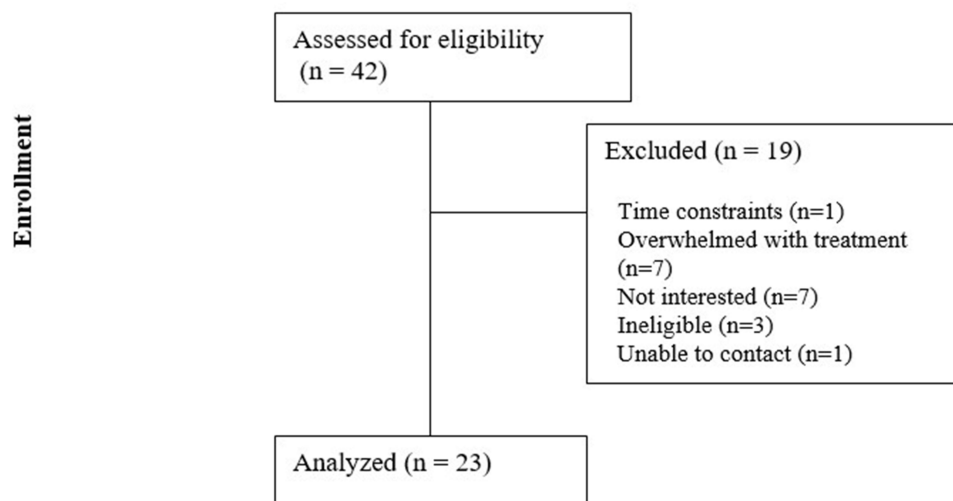 Assessed for eligibility
(n = 42)
Enrollment
Excluded (n = 19)
Time constraints (n=1)
Overwhelmed with treatment
(n=7)
Not interested (n=7)
Ineligible (n=3)
Unable to contact (n=1)
Analyzed (n = 23)